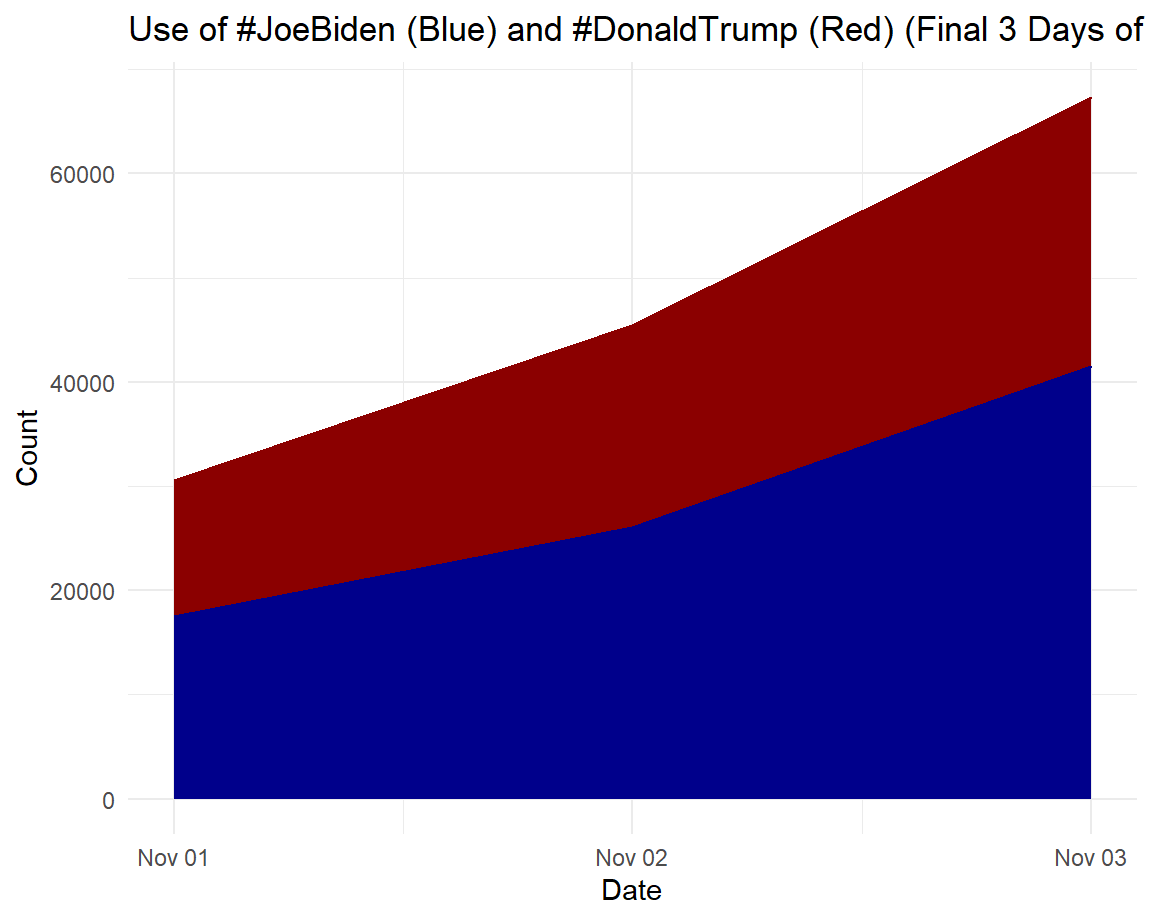 Use of #JoeBiden (Blue) and #DonaldTrump (Red) (Final 3 Days of
60000
40000
20000
0
Count
Nov 01
Nov 02
Nov 03
Date